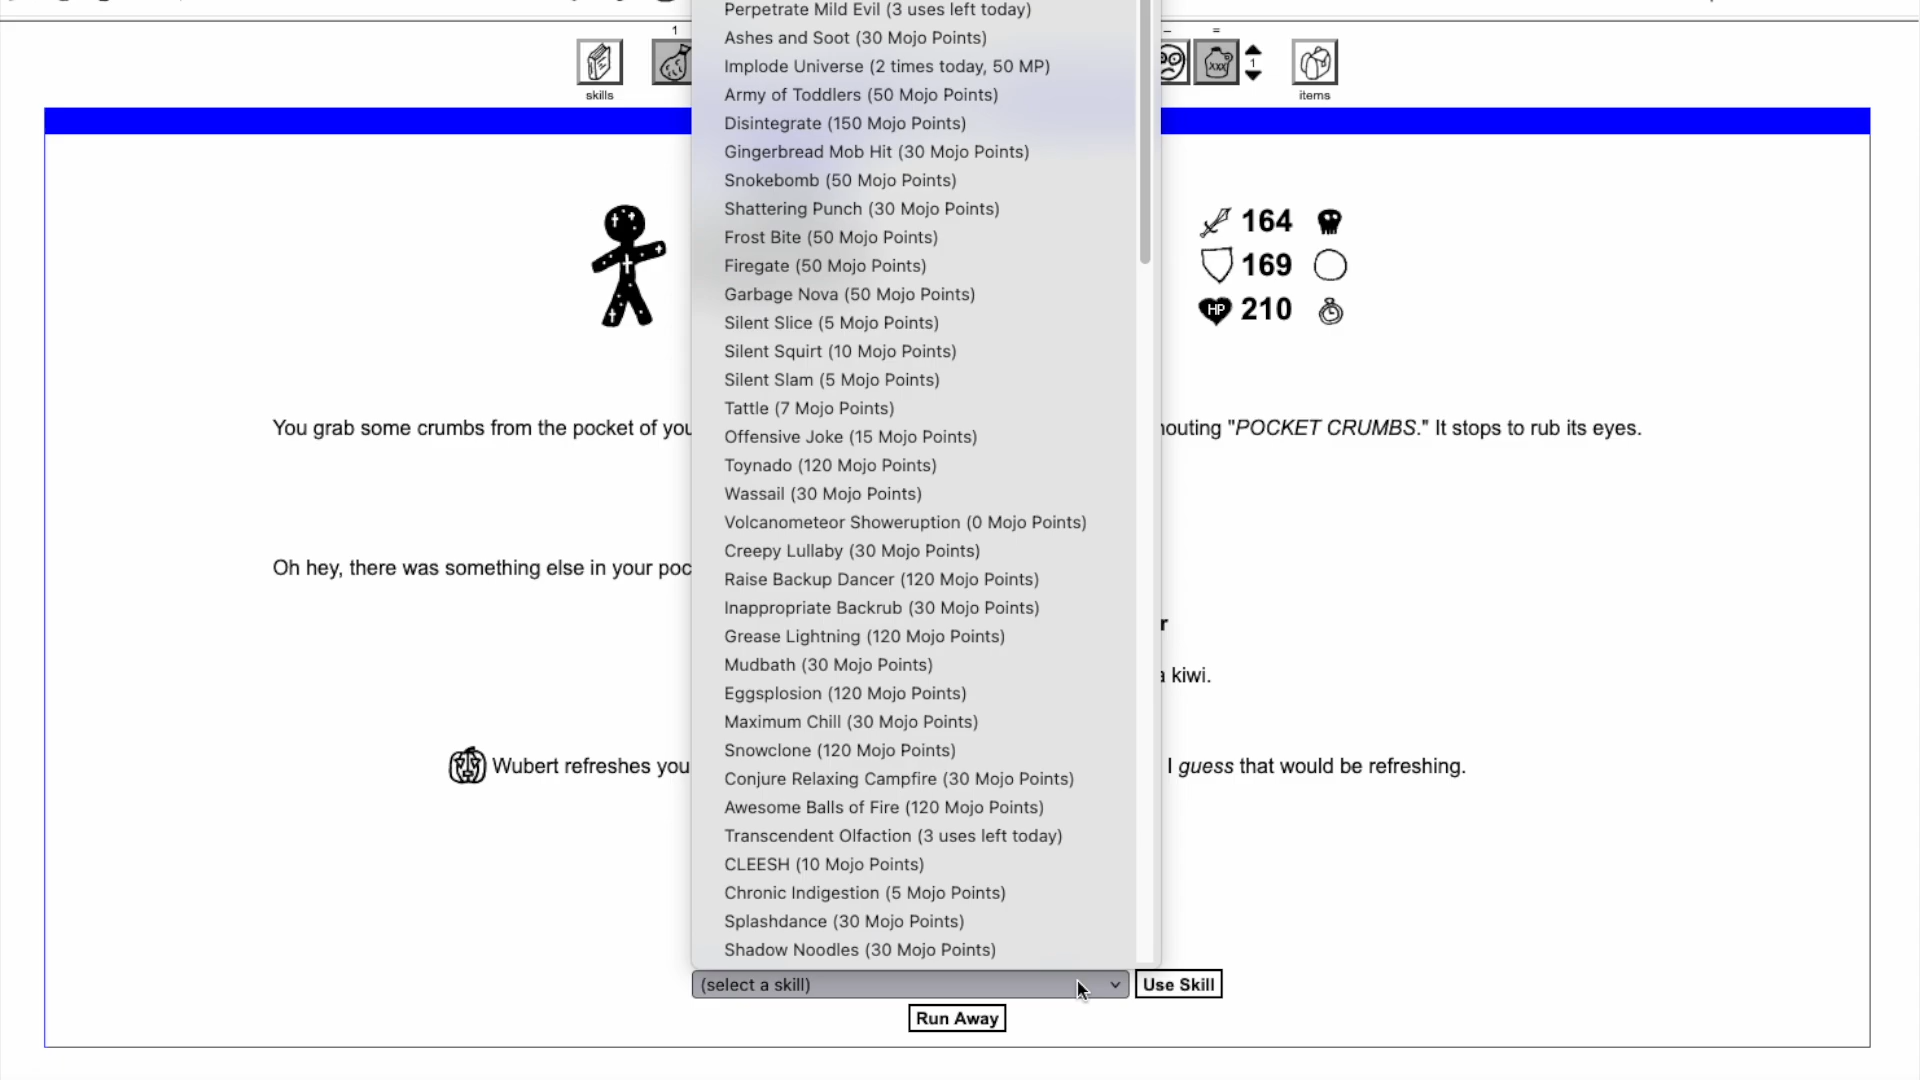 Perpetrate Mild Evil (3 uses left today)
1
Ashes and Soot (30 Mojo Points)
-
=
Implode Universe (2 times today, 50 MP)
XXX
1
skills
Army of Toddlers (50 Mojo Points)
items
Disintegrate (150 Mojo Points)
Gingerbread Mob Hit (30 Mojo Points)
Snokebomb (50 Mojo Points)
Shattering Punch (30 Mojo Points)
164
Frost Bite (50 Mojo Points)
Firegate (50 Mojo Points)
169
Garbage Nova (50 Mojo Points)
HP 210
Silent Slice (5 Mojo Points)
Silent Squirt (10 Mojo Points)
Silent Slam (5 Mojo Points)
Tattle (7 Mojo Points)
You grab some crumbs from the pocket of you
houting "POCKET CRUMBS." It stops to rub its eyes.
Offensive Joke (15 Mojo Points)
Toynado (120 Mojo Points)
Wassail (30 Mojo Points)
Volcanometeor Showeruption (0 Mojo Points)
Creepy Lullaby (30 Mojo Points)
Oh hey, there was something else in your poc
Raise Backup Dancer (120 Mojo Points)
Inappropriate Backrub (30 Mojo Points)
r
Grease Lightning (120 Mojo Points)
Mudbath (30 Mojo Points)
a kiwi.
Eggsplosion (120 Mojo Points)
Maximum Chill (30 Mojo Points)
Snowclone (120 Mojo Points)
Wubert refreshes you
I guess that would be refreshing.
Conjure Relaxing Campfire (30 Mojo Points)
Awesome Balls of Fire (120 Mojo Points)
Transcendent Olfaction (3 uses left today)
CLEESH (10 Mojo Points)
Chronic Indigestion (5 Mojo Points)
Splashdance (30 Mojo Points)
Shadow Noodles (30 Mojo Points)
(select a skill)
Use Skill
Run Away